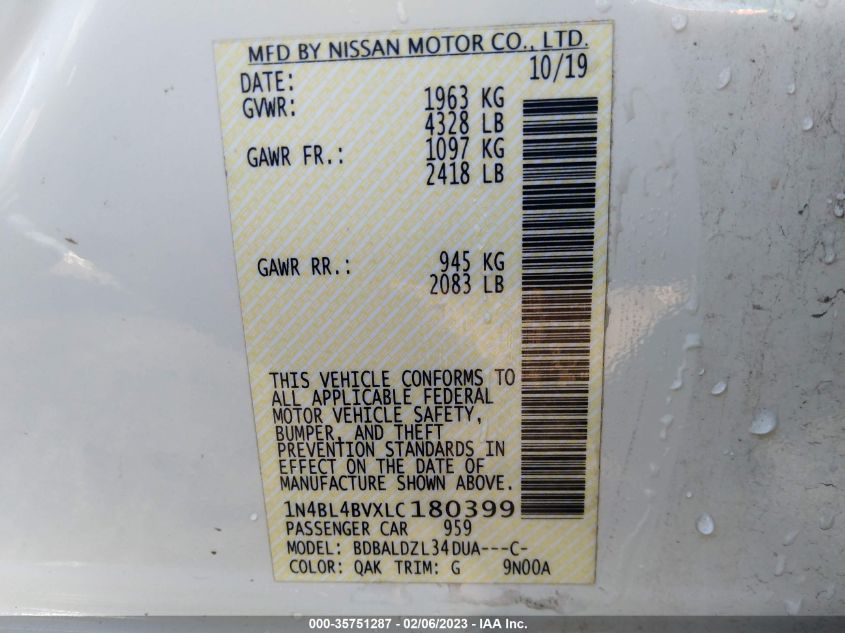 MFD BY NISSAN MOTOR CO., LTD.
DATE: 10/19
GVWR: 1963 KG
4328 LB
GAWR FR.: 1097 KG
2418 LB
GAWR RR.: 945 KG
2083 LB
THIS VEHICLE CONFORMS TO
ALL APPLICABLE FEDERAL
MOTOR VEHICLE SAFETY,
BUMPER, AND THEFT
PREVENTION STANDARDS IN
EFFECT ON THE DATE OF
MANUFACTURE SHOWN ABOVE.
1N4BL4BVXLC180399
PASSENGER CAR 959
MODEL: BDBALDZL34DUA---C-
COLOR: QAK TRIM: G 9N00A
000-35751287 - 02/06/2023 - IAA Inc.